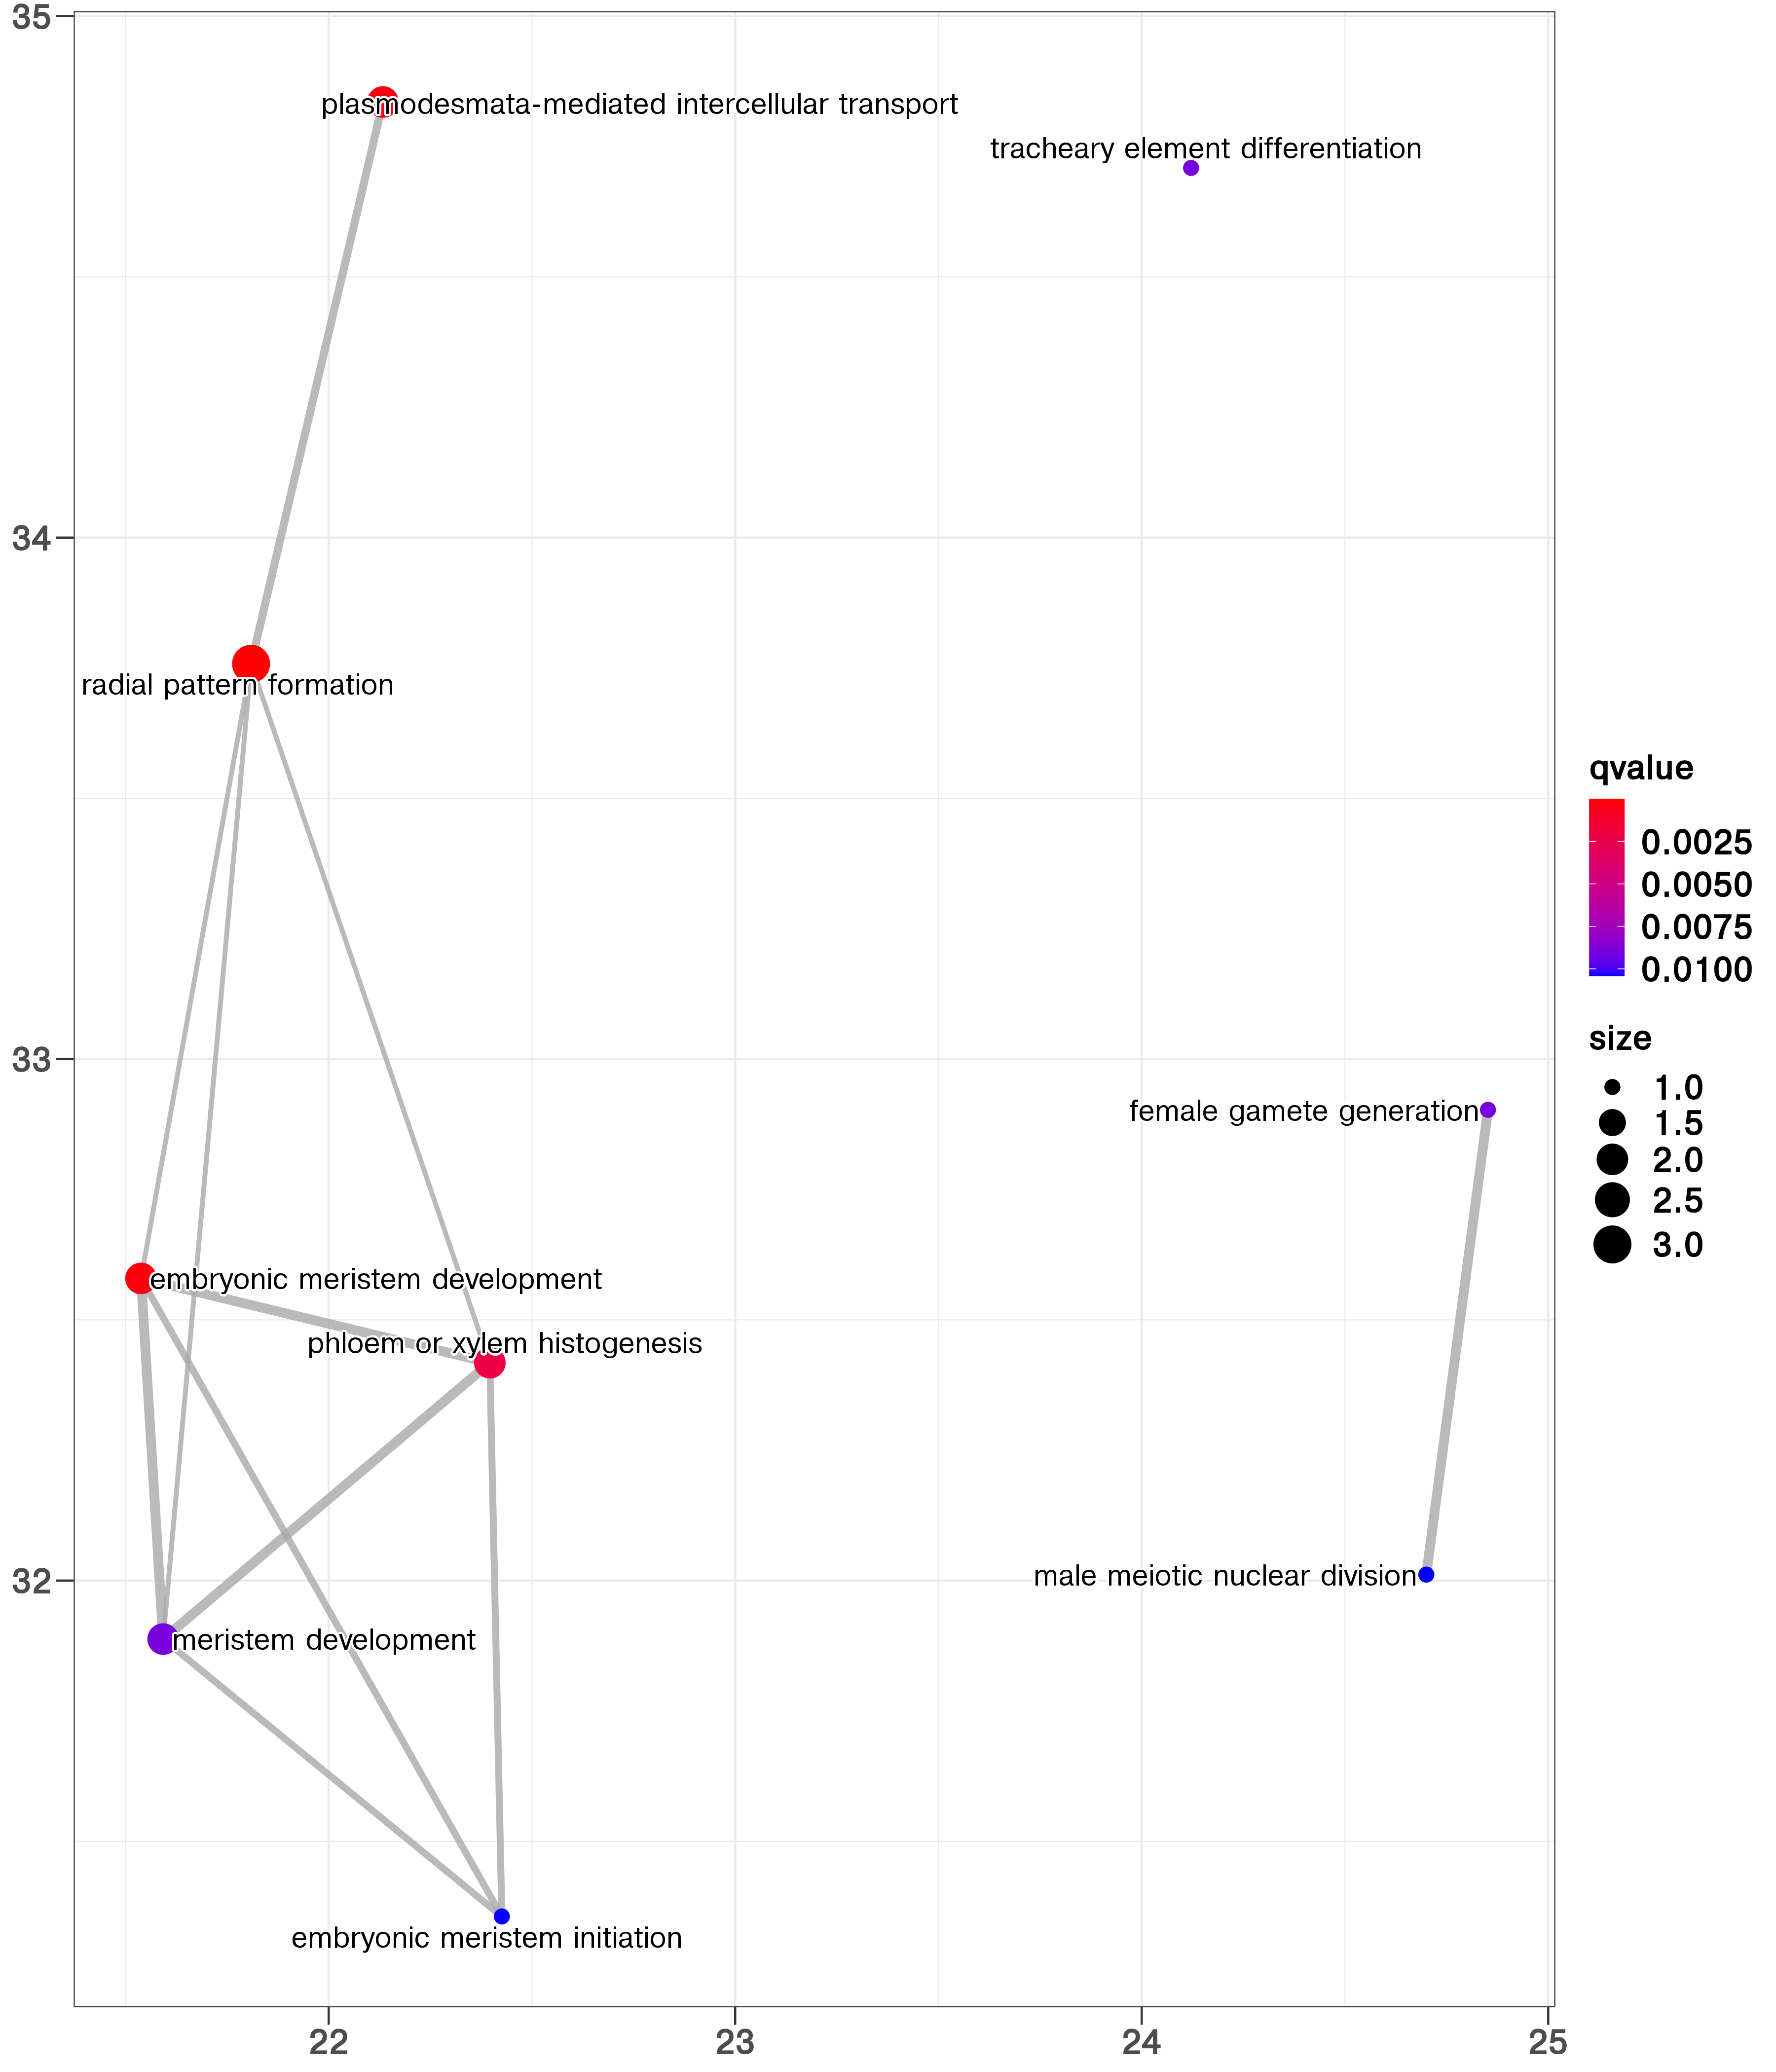 35
plasmodesmata-mediated intercellular transport
tracheary element differentiation
34
radial pattern formation
qvalue
0.0025
0.0050
0.0075
0.0100
33
size
1.0
1.5
2.0
2.5
3.0
female gamete generation
embryonic meristem development
phloem or xylem histogenesis
32
male meiotic nuclear division
meristem development
embryonic meristem initiation
22
23
24
25